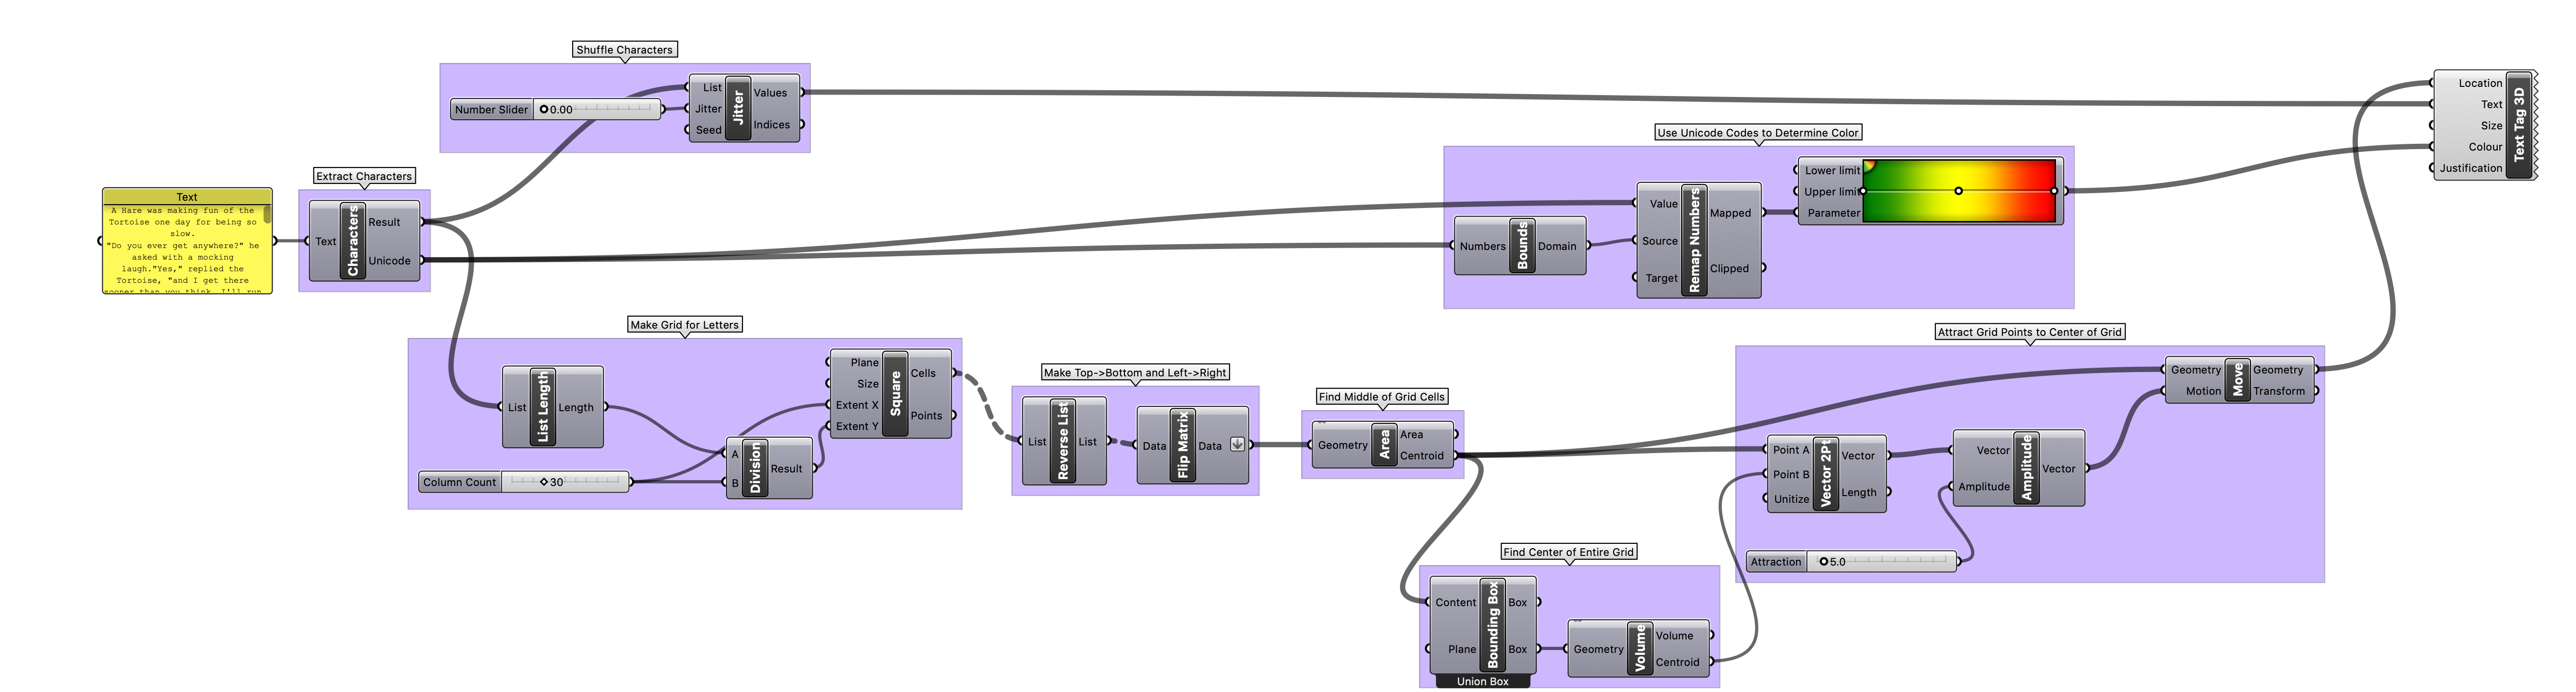 Shuffle Characters
Number Slider
0.00
List
Jitter
Seed
Jitter
Values
Indices
Extract Characters
Text
A Hare was making fun of the
Tortoise one day for being so
slow.
"Do you ever get anywhere?" he
asked with a mocking
laugh."Yes," replied the
Tortoise, "and I get there
sooner than you think. I'll run
Text
Characters
Result
Unicode
Make Grid for Letters
List
List Length
Length
Column Count
30
A
B
Division
Result
Plane
Size
Extent X
Extent Y
Square
Cells
Points
Make Top->Bottom and Left->Right
List
Reverse List
List
Data
Flip Matrix
Data
Find Middle of Grid Cells
Geometry
Area
Area
Centroid
Find Center of Entire Grid
Content
Plane
Bounding Box
Box
Box
Union Box
Geometry
Volume
Volume
Centroid
Use Unicode Codes to Determine Color
Numbers
Bounds
Domain
Value
Source
Target
Remap Numbers
Mapped
Clipped
Lower limit
Upper limit
Parameter
Attract Grid Points to Center of Grid
Point A
Point B
Unitize
Vector 2Pt
Vector
Length
Attraction
5.0
Vector
Amplitude
Amplitude
Vector
Geometry
Motion
Move
Geometry
Transform
Location
Text
Size
Colour
Justification
Text Tag 3D